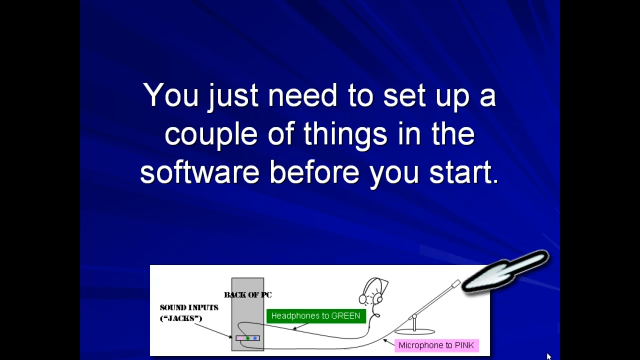 You just need to set up a
couple of things in the
software before you start.
BACK OF PC
SOUND INPUTS
("JACKS")
Headphones to GREEN
Microphone to PINK